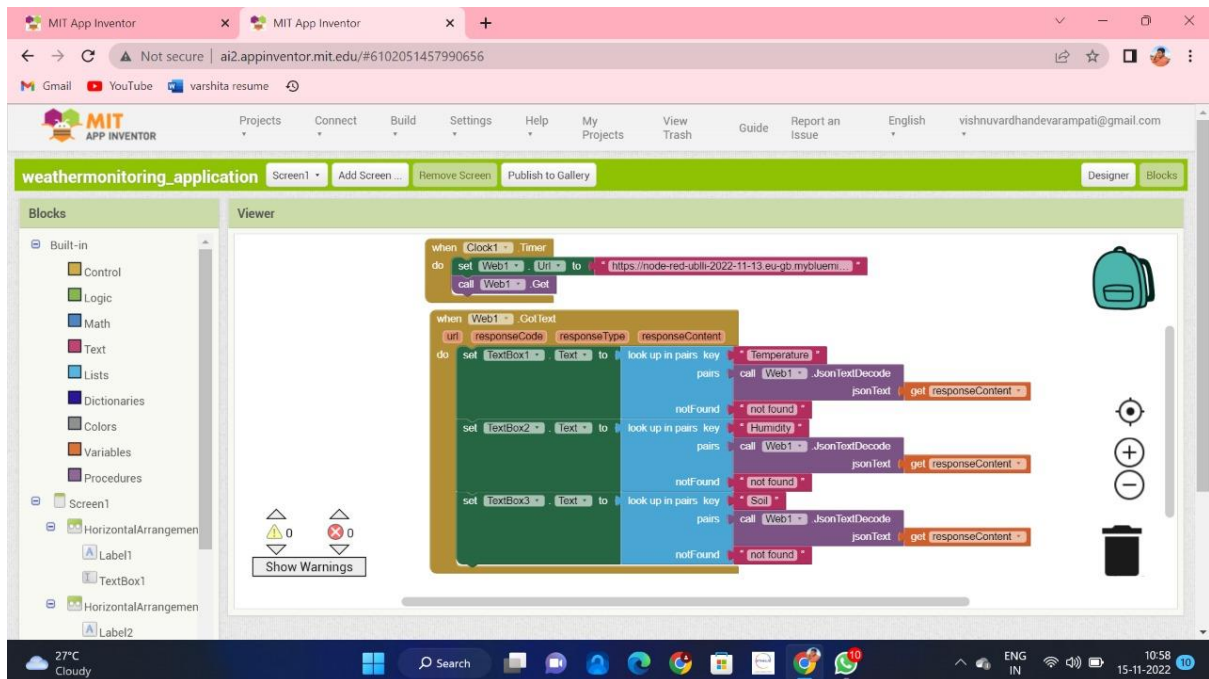 MIT App Inventor
MIT App Inventor
Not secure | ai2.appinventor.mit.edu/#6102051457990656
Gmail YouTube varshita resume
MIT
APP INVENTOR
Projects Connect Build Settings Help My Projects View Trash Guide Report an Issue English vishnuvardhandevarampati@gmail.com
weathermonitoring_application Screen1 Add Screen ... Remove Screen Publish to Gallery Designer Blocks
Blocks
Viewer
Built-in
Control
Logic
Math
Text
Lists
Dictionaries
Colors
Variables
Procedures
Screen1
HorizontalArrangemen
Label1
TextBox1
HorizontalArrangemen
Label2
when Clock1 .Timer
do set Web1 . Url to " https://node-red-ublli-2022-11-13.eu-gb.mybluemi... "
call Web1 .Get
when Web1 .GotText
url responseCode responseType responseContent
do set TextBox1 . Text to look up in pairs key " Temperature "
pairs call Web1 .JsonTextDecode
jsonText get responseContent
notFound " not found "
set TextBox2 . Text to look up in pairs key " Humidity "
pairs call Web1 .JsonTextDecode
jsonText get responseContent
notFound " not found "
set TextBox3 . Text to look up in pairs key " Soil "
pairs call Web1 .JsonTextDecode
jsonText get responseContent
notFound " not found "
0 0
Show Warnings
27°C
Cloudy
Search
10
ENG
IN
10:58
15-11-2022
10